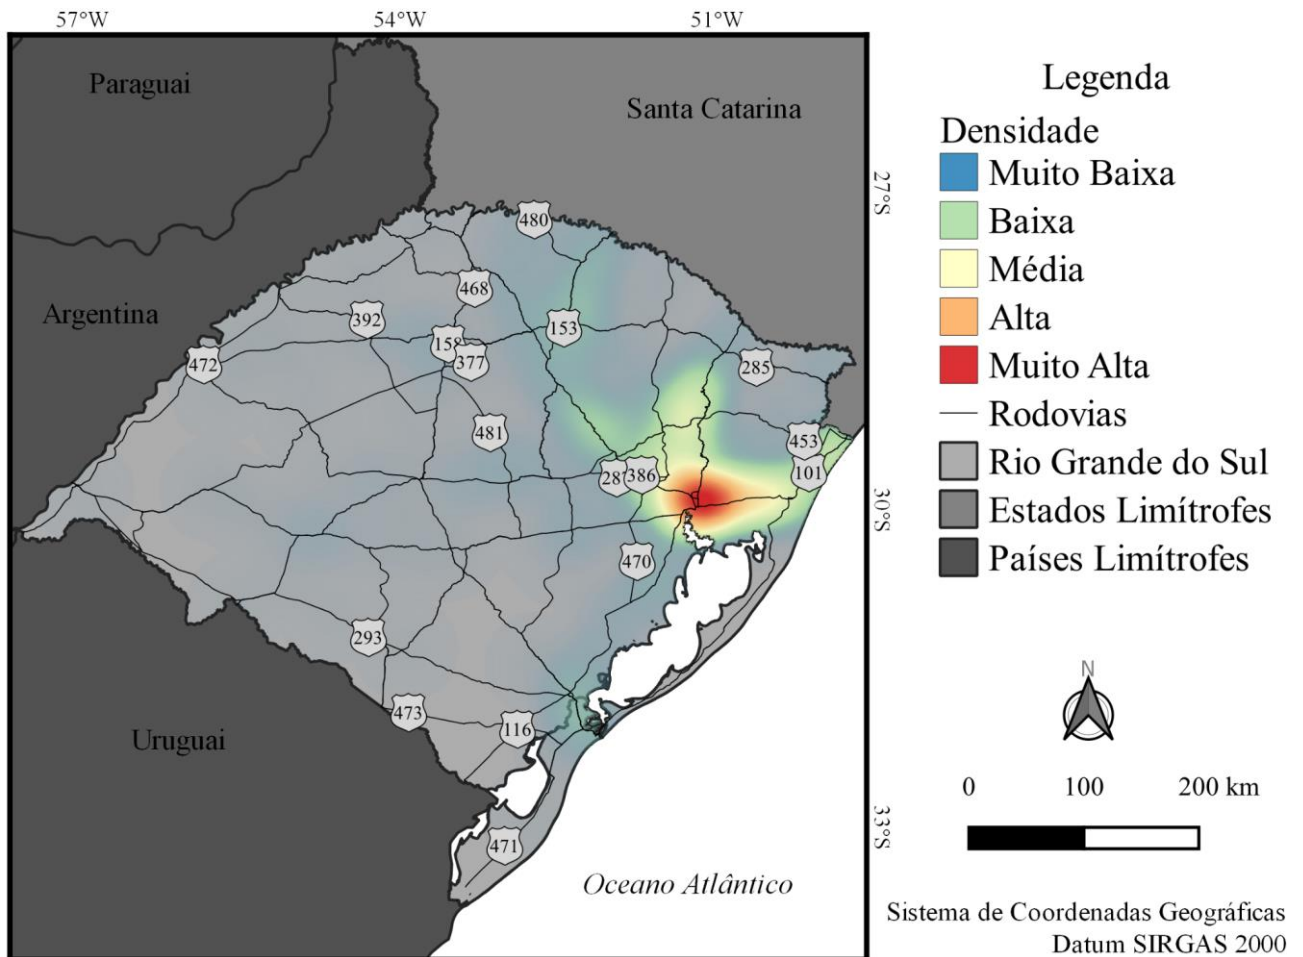 57°W 54°W 51°W
Paraguai
Santa Catarina
27°S
480
468
Argentina
392
153
158
377
472
285
481
453
386
101
30°S
470
293
473
116
Uruguai
33°S
471
Oceano Atlântico
Legenda
Densidade
Muito Baixa
Baixa
Média
Alta
Muito Alta
Rodovias
Rio Grande do Sul
Estados Limítrofes
Países Limítrofes
N
0 100 200 km
Sistema de Coordenadas Geográficas
Datum SIRGAS 2000